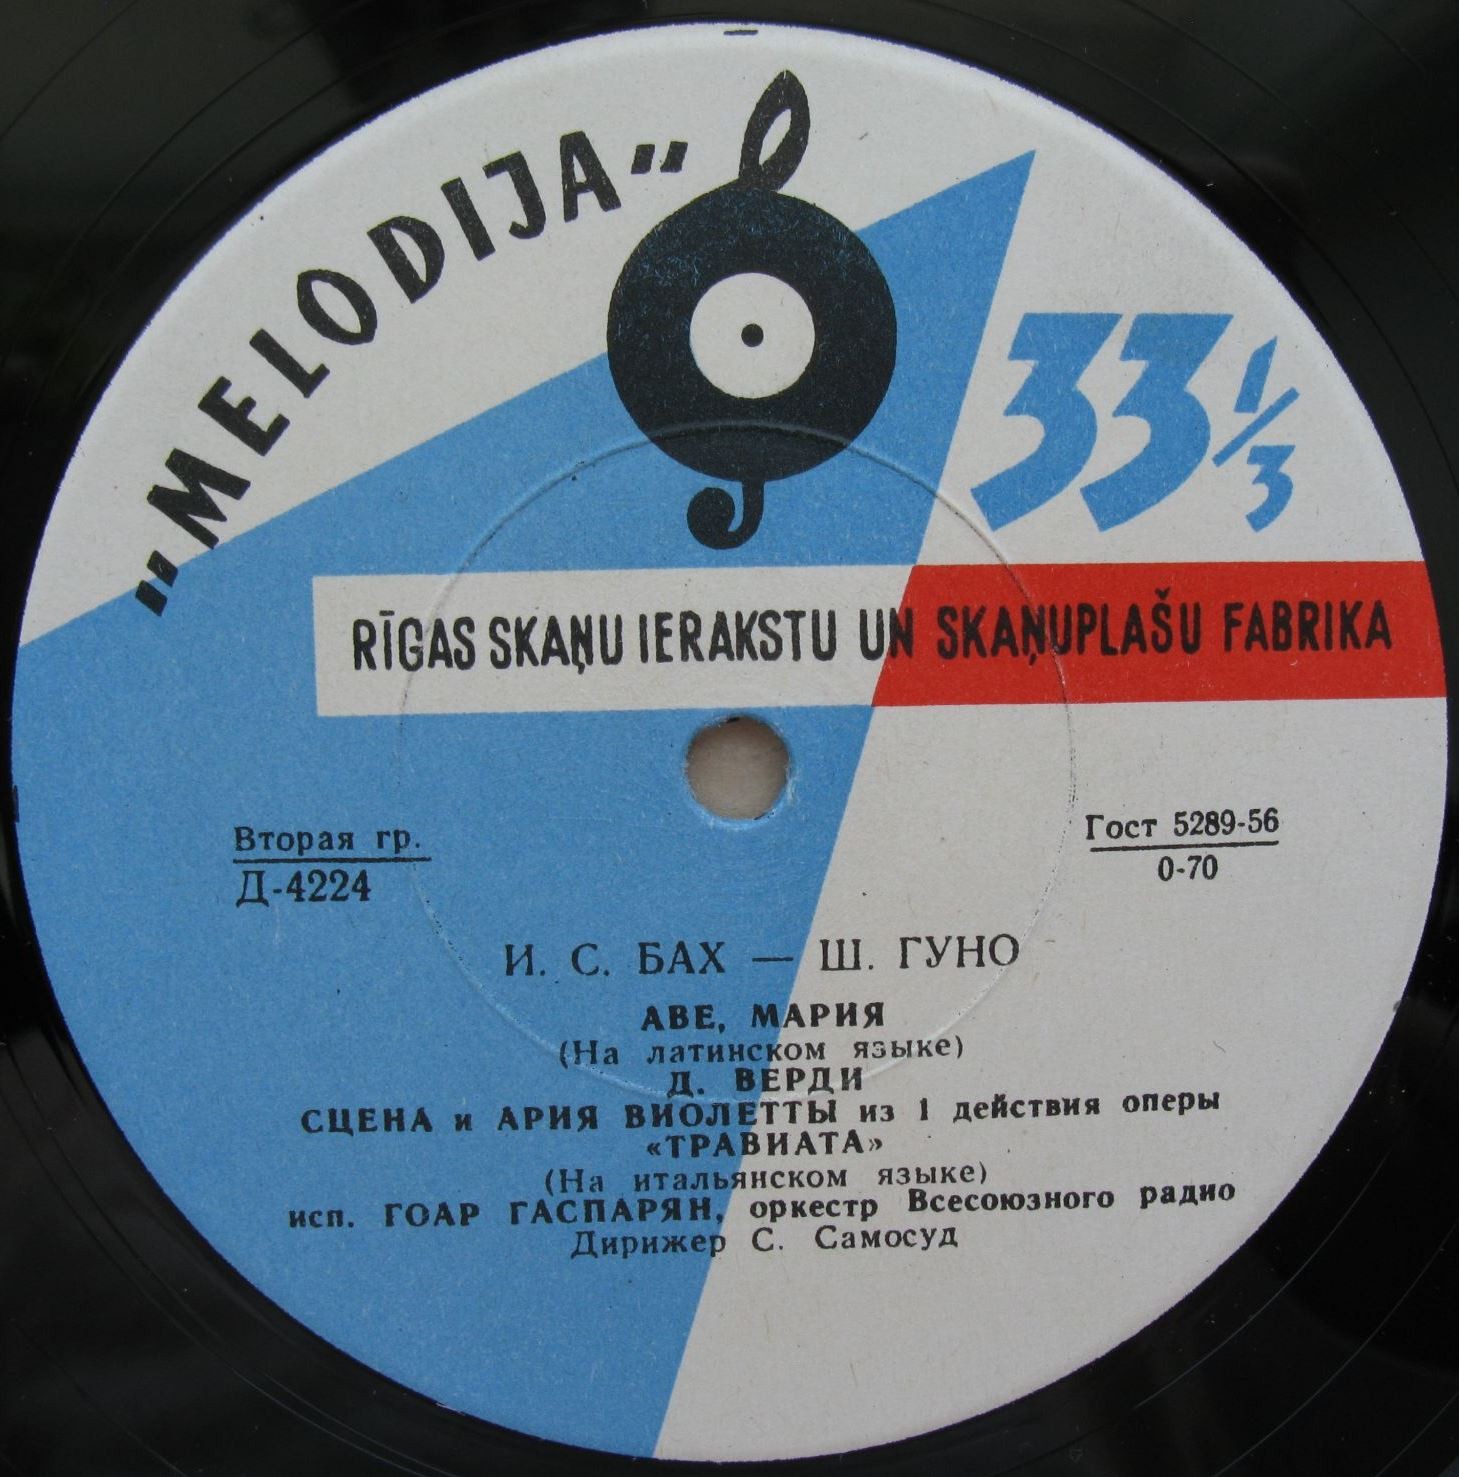 "MELODIJA"
33 1/3
RĪGAS SKAŅU IERAKSTU UN SKAŅUPLAŠU FABRIKA
Вторая гр.
Д-4224
Гост 5289-56
0-70
И. С. БАХ — Ш. ГУНО
АВЕ, МАРИЯ
(На латинском языке)
Д. ВЕРДИ
СЦЕНА и АРИЯ ВИОЛЕТТЫ из 1 действия оперы
«ТРАВИАТА»
(На итальянском языке)
исп. ГОАР ГАСПАРЯН, оркестр Всесоюзного радио
Дирижер С. Самосуд